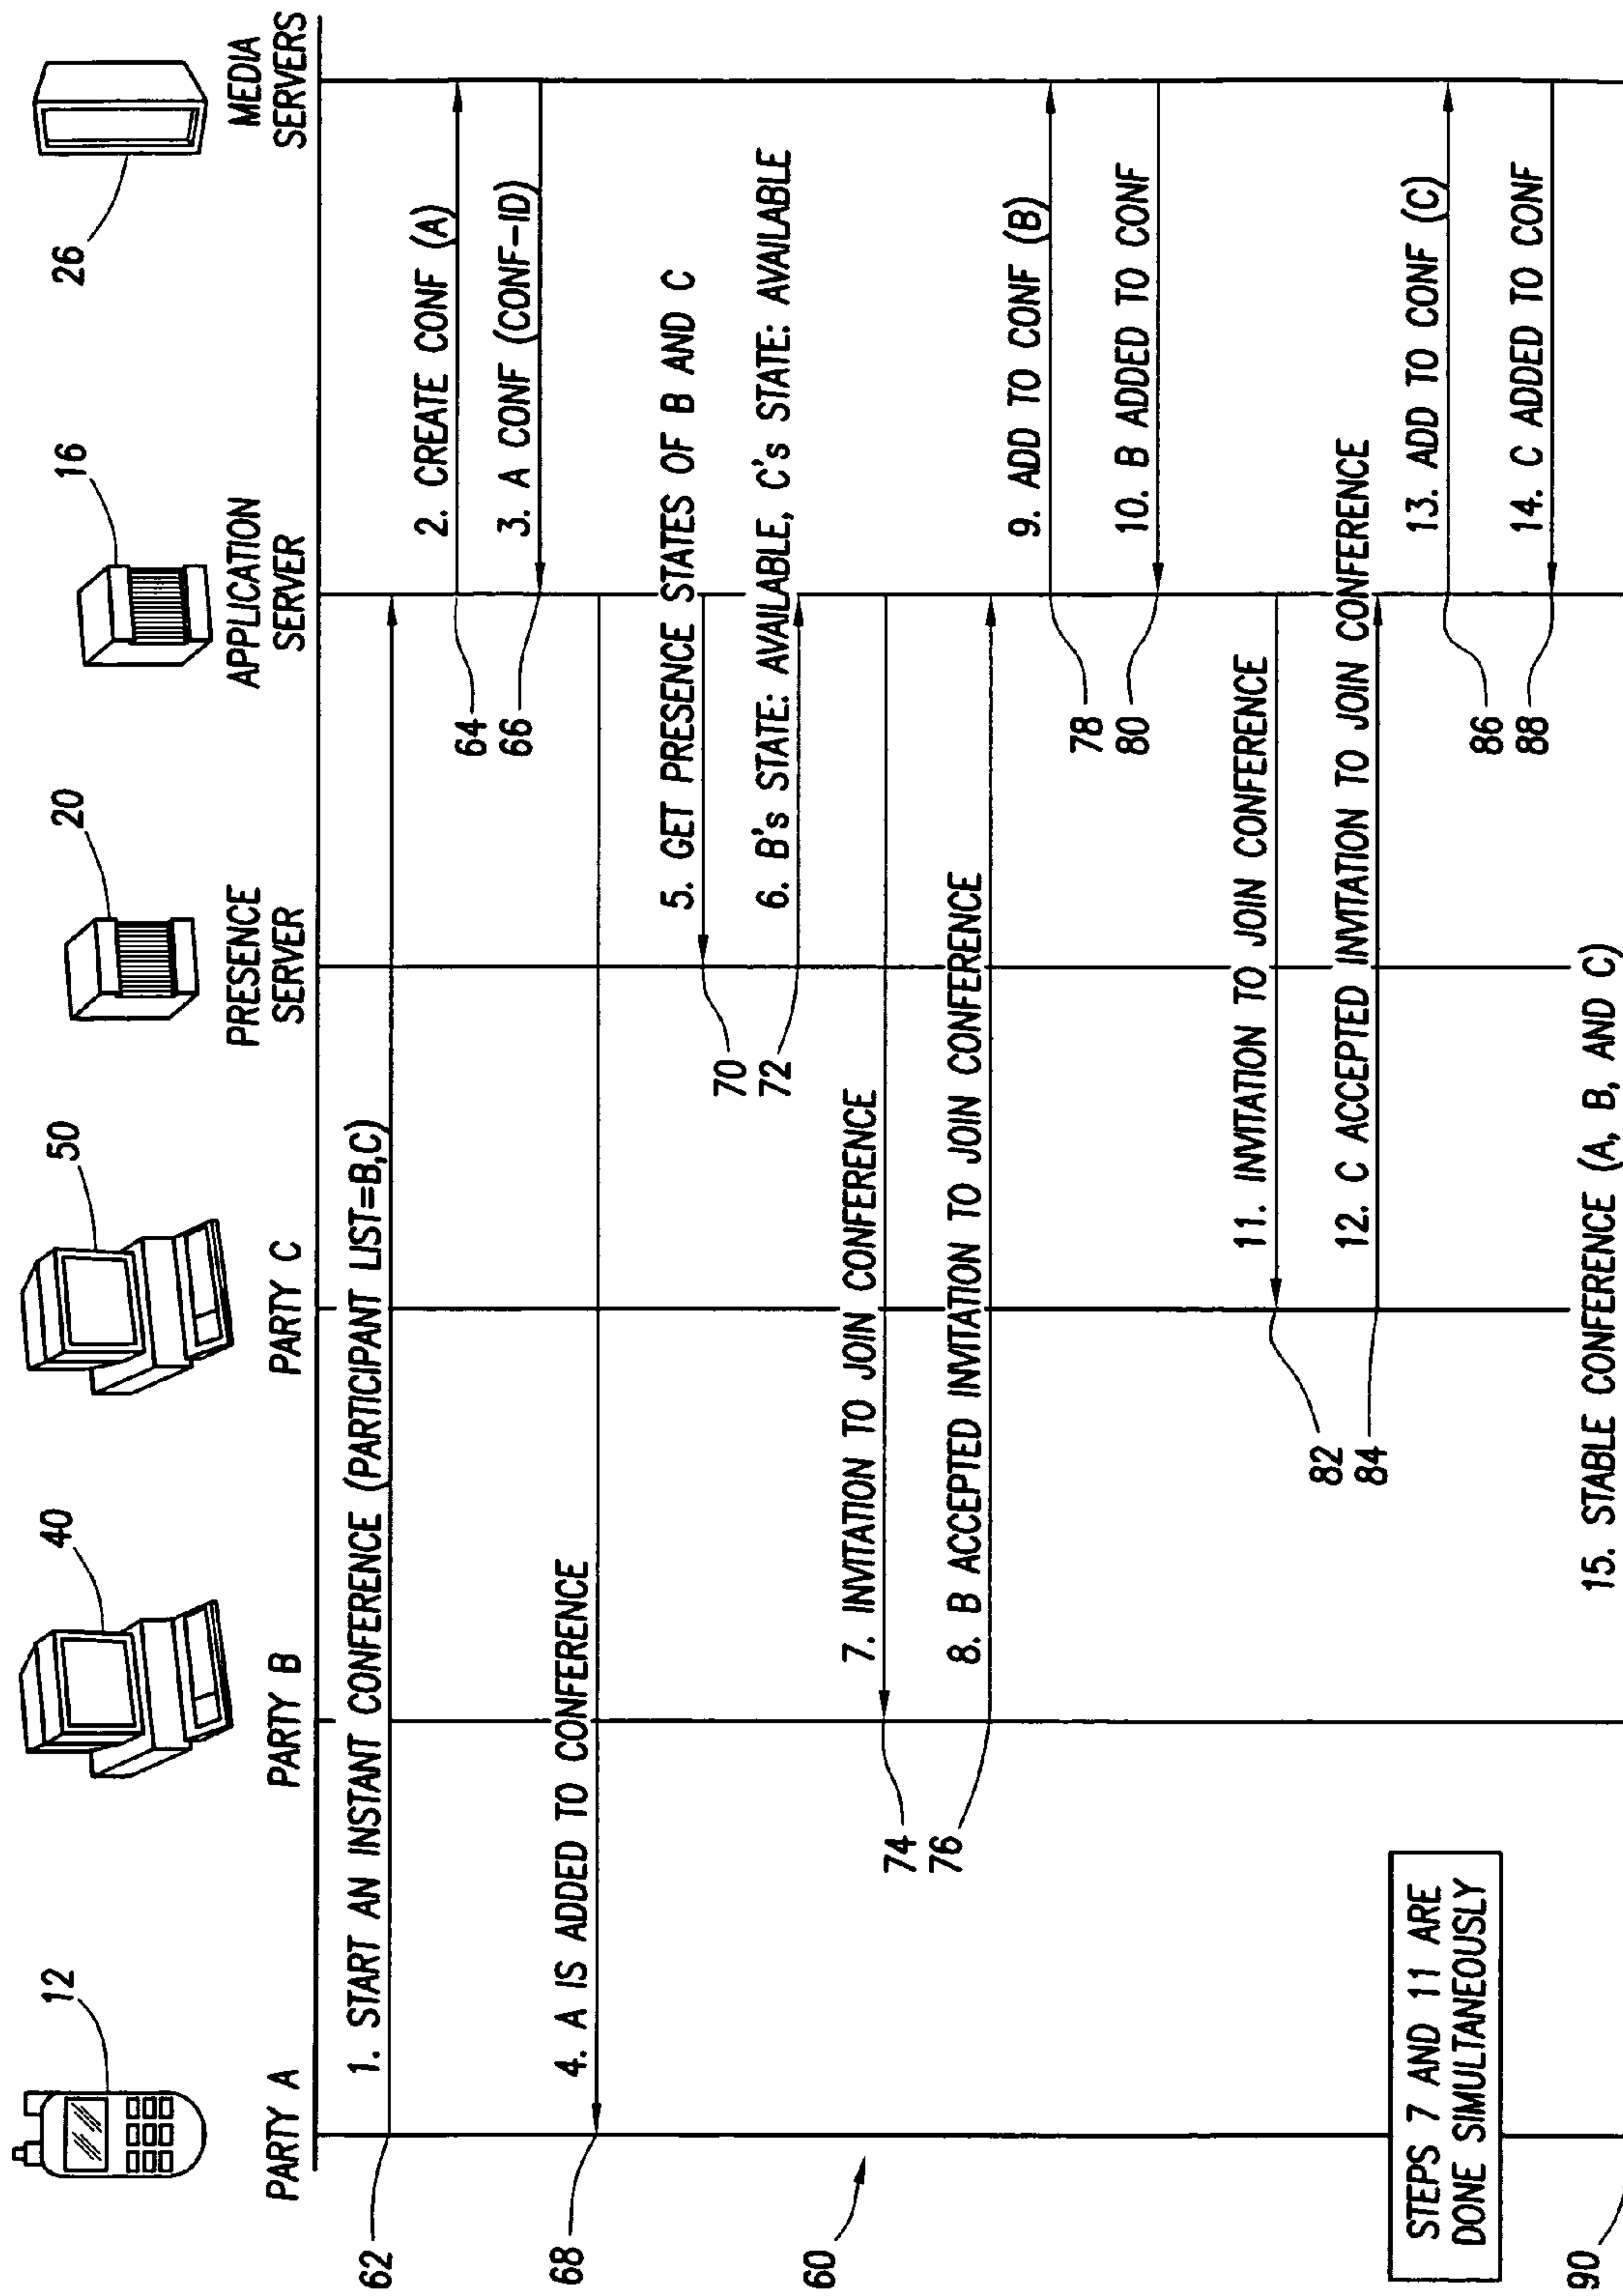 12
40
50
20
16
26
PARTY A
PARTY B
PARTY C
PRESENCE
SERVER
APPLICATION
SERVER
MEDIA
SERVERS
62
1. START AN INSTANT CONFERENCE (PARTICIPANT LIST=B,C)
2. CREATE CONF (A)
64
3. A CONF (CONF-ID)
66
68
4. A IS ADDED TO CONFERENCE
5. GET PRESENCE STATES OF B AND C
70
6. B's STATE: AVAILABLE, C's STATE: AVAILABLE
72
60
7. INVITATION TO JOIN CONFERENCE
74
8. B ACCEPTED INVITATION TO JOIN CONFERENCE
76
9. ADD TO CONF (B)
78
10. B ADDED TO CONF
80
11. INVITATION TO JOIN CONFERENCE
82
12. C ACCEPTED INVITATION TO JOIN CONFERENCE
84
13. ADD TO CONF (C)
86
14. C ADDED TO CONF
88
STEPS 7 AND 11 ARE
DONE SIMULTANEOUSLY
90
15. STABLE CONFERENCE (A, B, AND C)